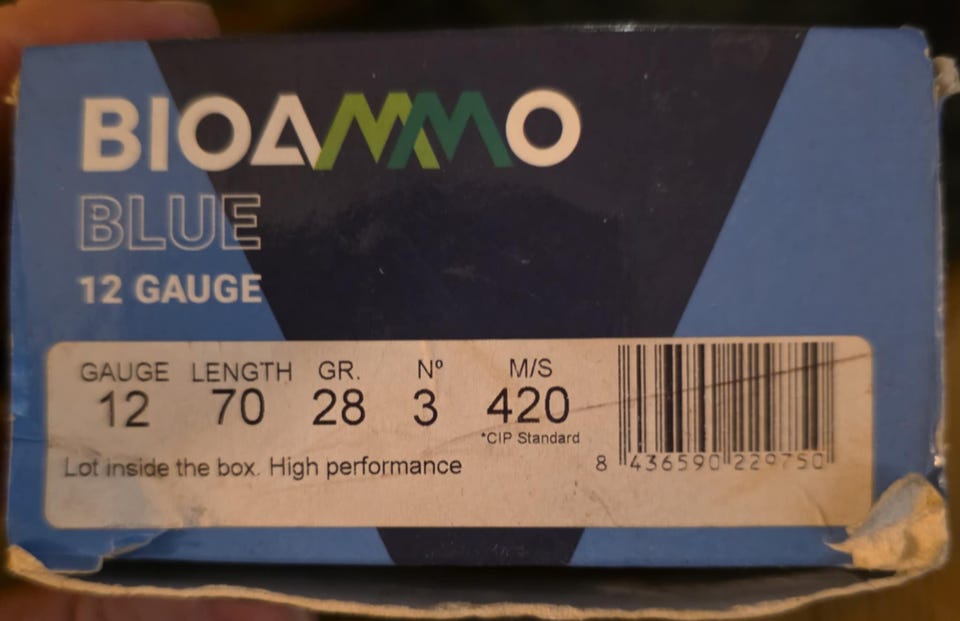 BIOAMMO
BLUE
12 GAUGE
GAUGE LENGTH GR. Nº M/S
12 70 28 3 420
*CIP Standard
Lot inside the box. High performance
8 436590 229750